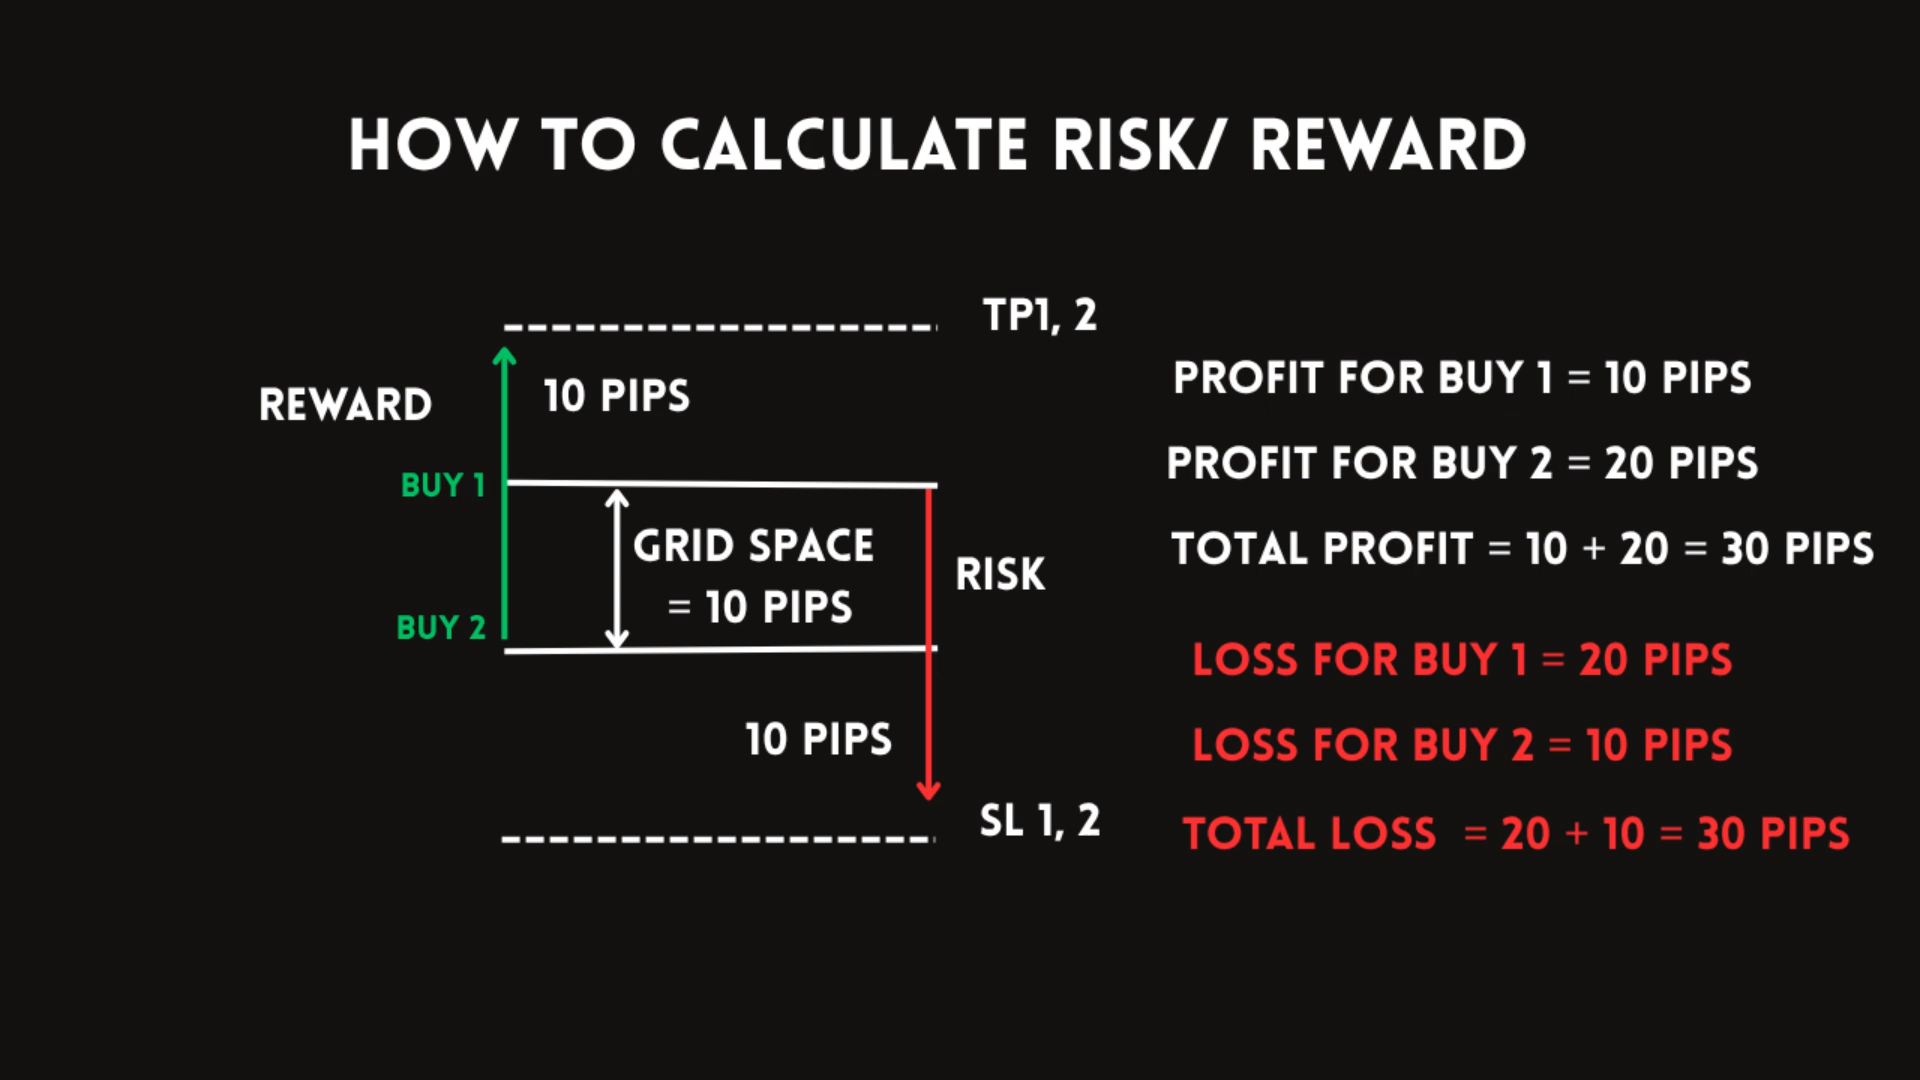 HOW TO CALCULATE RISK/ REWARD
TP1, 2
REWARD
10 PIPS
BUY 1
GRID SPACE
= 10 PIPS
RISK
BUY 2
10 PIPS
SL 1, 2
PROFIT FOR BUY 1 = 10 PIPS
PROFIT FOR BUY 2 = 20 PIPS
TOTAL PROFIT = 10 + 20 = 30 PIPS
LOSS FOR BUY 1 = 20 PIPS
LOSS FOR BUY 2 = 10 PIPS
TOTAL LOSS = 20 + 10 = 30 PIPS